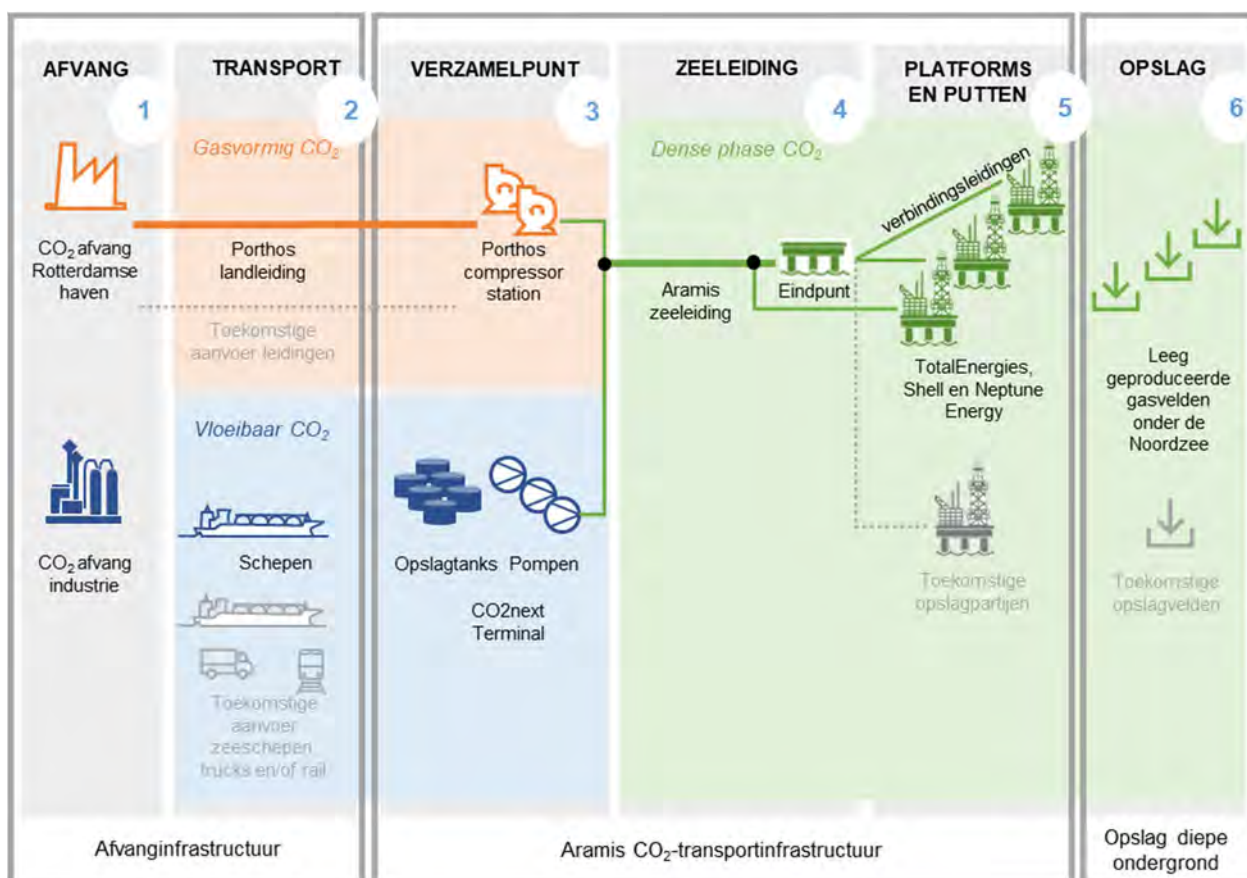 AFVANG
1
TRANSPORT
2
VERZAMELPUNT
3
ZEELEIDING
4
PLATFORMS
EN PUTTEN
5
OPSLAG
6
Gasvormig CO₂
Dense phase CO₂
verbindingsleidingen
CO₂ afvang
Rotterdamse
haven
Porthos
landleiding
Porthos
compressor
station
Aramis
zeeleiding
Eindpunt
Toekomstige
aanvoer leidingen
TotalEnergies,
Shell en Neptune
Energy
Leeg
geproduceerde
gasvelden
onder de
Noordzee
Vloeibaar CO₂
CO₂ afvang
industrie
Schepen
Opslagtanks
Pompen
CO2next
Terminal
Toekomstige
opslagpartijen
Toekomstige
opslagvelden
Toekomstige
aanvoer
zeeschepen
trucks en/of rail
Afvanginfrastructuur
Aramis CO₂-transportinfrastructuur
Opslag diepe
ondergrond